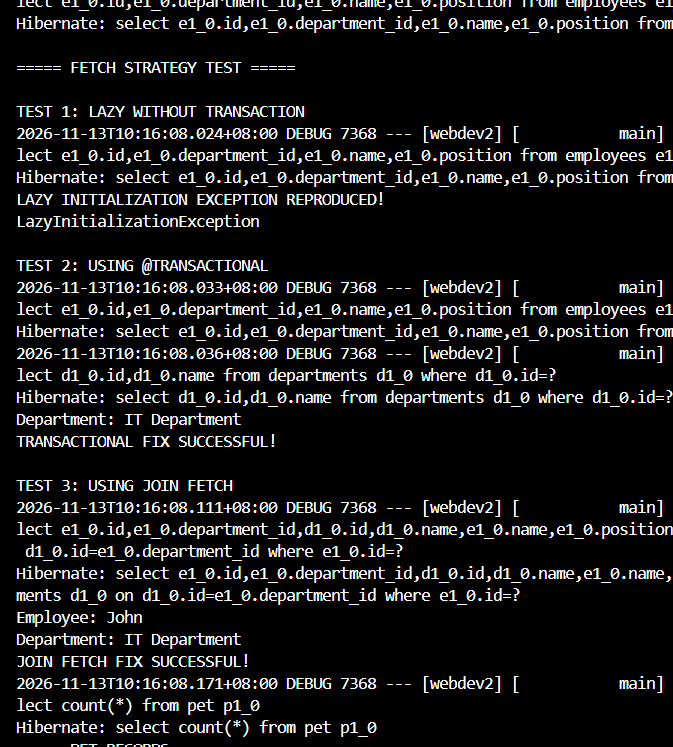 lect e1_0.id,e1_0.department_id,e1_0.name,e1_0.position from employees e1
Hibernate: select e1_0.id,e1_0.department_id,e1_0.name,e1_0.position from
===== FETCH STRATEGY TEST =====
TEST 1: LAZY WITHOUT TRANSACTION
2026-11-13T10:16:08.024+08:00 DEBUG 7368 --- [webdev2] [           main]
lect e1_0.id,e1_0.department_id,e1_0.name,e1_0.position from employees e1
Hibernate: select e1_0.id,e1_0.department_id,e1_0.name,e1_0.position from
LAZY INITIALIZATION EXCEPTION REPRODUCED!
LazyInitializationException
TEST 2: USING @TRANSACTIONAL
2026-11-13T10:16:08.033+08:00 DEBUG 7368 --- [webdev2] [           main]
lect e1_0.id,e1_0.department_id,e1_0.name,e1_0.position from employees e1
Hibernate: select e1_0.id,e1_0.department_id,e1_0.name,e1_0.position from
2026-11-13T10:16:08.036+08:00 DEBUG 7368 --- [webdev2] [           main]
lect d1_0.id,d1_0.name from departments d1_0 where d1_0.id=?
Hibernate: select d1_0.id,d1_0.name from departments d1_0 where d1_0.id=?
Department: IT Department
TRANSACTIONAL FIX SUCCESSFUL!
TEST 3: USING JOIN FETCH
2026-11-13T10:16:08.111+08:00 DEBUG 7368 --- [webdev2] [           main]
lect e1_0.id,e1_0.department_id,d1_0.id,d1_0.name,e1_0.name,e1_0.position
 d1_0.id=e1_0.department_id where e1_0.id=?
Hibernate: select e1_0.id,e1_0.department_id,d1_0.id,d1_0.name,e1_0.name,
ments d1_0 on d1_0.id=e1_0.department_id where e1_0.id=?
Employee: John
Department: IT Department
JOIN FETCH FIX SUCCESSFUL!
2026-11-13T10:16:08.171+08:00 DEBUG 7368 --- [webdev2] [           main]
lect count(*) from pet p1_0
Hibernate: select count(*) from pet p1_0
PET RECORDS